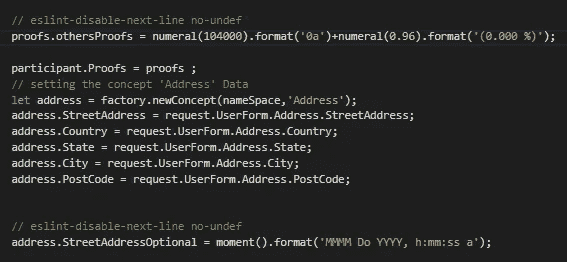 // eslint-disable-next-line no-undef
proofs.othersProofs = numeral(104000).format('0a')+numeral(0.96).format('(0.000 %)');
participant.Proofs = proofs ;
// setting the concept 'Address' Data
let address = factory.newConcept(nameSpace,'Address');
address.StreetAddress = request.UserForm.Address.StreetAddress;
address.Country = request.UserForm.Address.Country;
address.State = request.UserForm.Address.State;
address.City = request.UserForm.Address.City;
address.PostCode = request.UserForm.Address.PostCode;
// eslint-disable-next-line no-undef
address.StreetAddressOptional = moment().format('MMMM Do YYYY, h:mm:ss a');